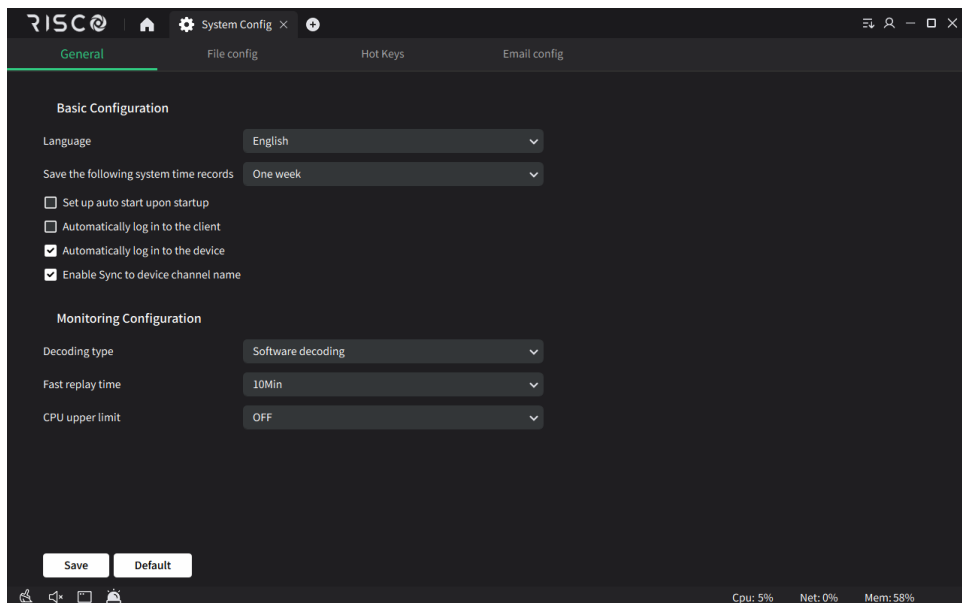 RISCO
System Config
General File config Hot Keys Email config
Basic Configuration
Language English
Save the following system time records One week
Set up auto start upon startup
Automatically log in to the client
Automatically log in to the device
Enable Sync to device channel name
Monitoring Configuration
Decoding type Software decoding
Fast replay time 10Min
CPU upper limit OFF
Save Default
Cpu: 5% Net: 0% Mem: 58%